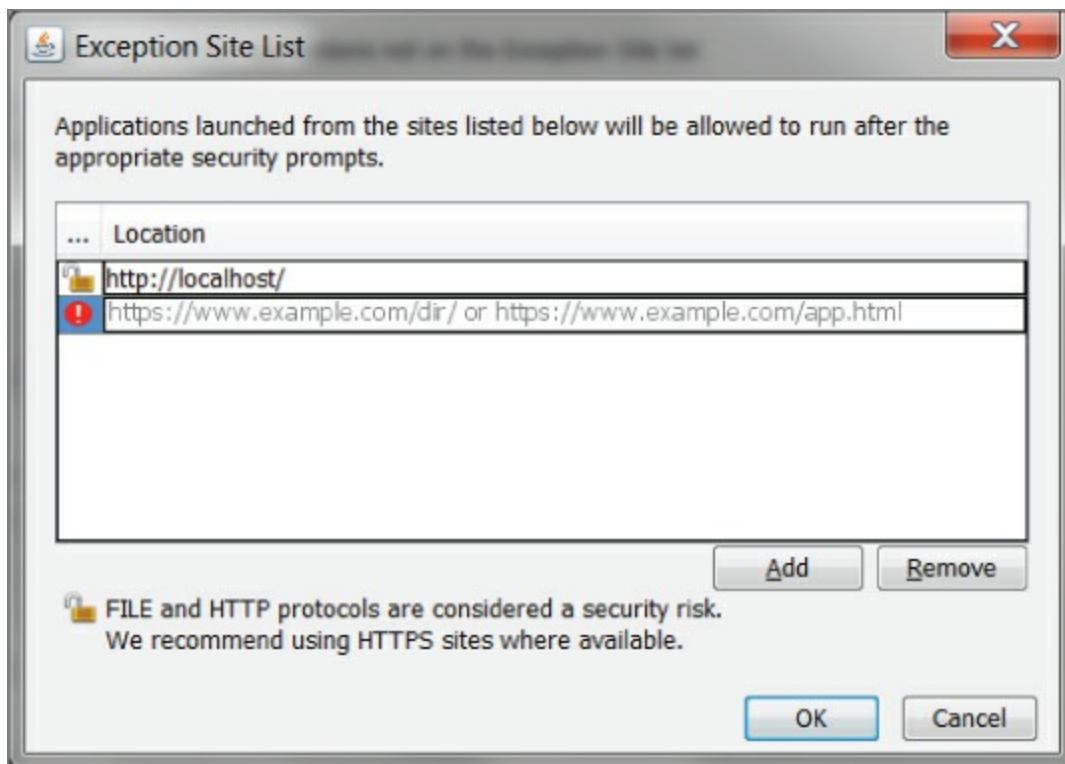 Exception Site List
Applications launched from the sites listed below will be allowed to run after the
appropriate security prompts.
... Location
http://localhost/
https://www.example.com/dir/ or https://www.example.com/app.html
Add Remove
FILE and HTTP protocols are considered a security risk.
We recommend using HTTPS sites where available.
OK Cancel